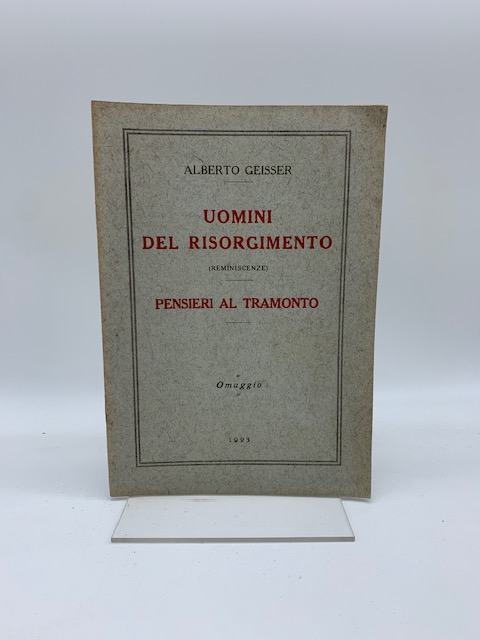 ALBERTO GEISSER
UOMINI
DEL RISORGIMENTO
(REMINISCENZE)
PENSIERI AL TRAMONTO
Omaggio
1923